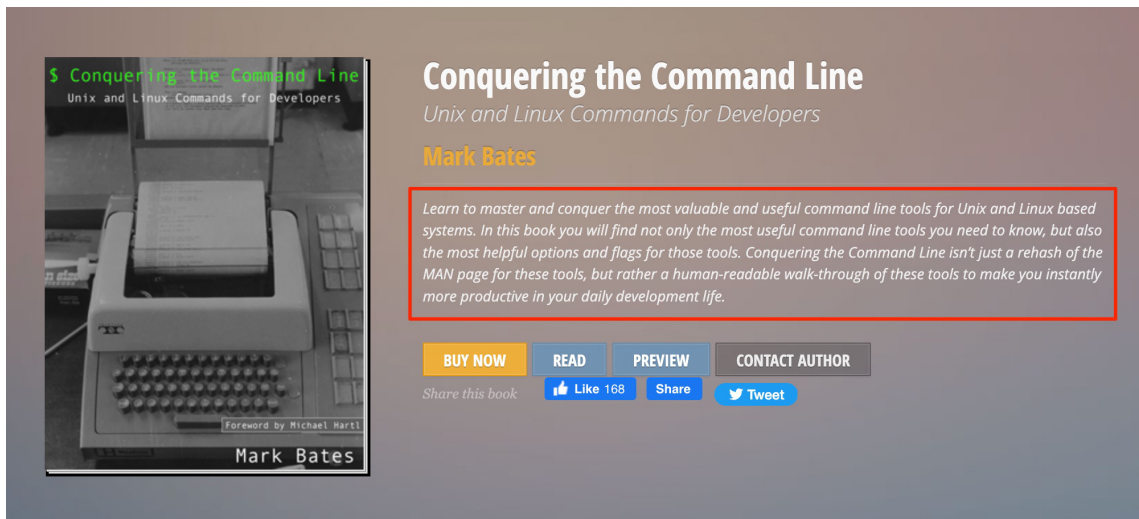 $ Conquering the Command Line
Unix and Linux Commands for Developers
Foreword by Michael Hartl
Mark Bates
Conquering the Command Line
Unix and Linux Commands for Developers
Mark Bates
Learn to master and conquer the most valuable and useful command line tools for Unix and Linux based
systems. In this book you will find not only the most useful command line tools you need to know, but also
the most helpful options and flags for those tools. Conquering the Command Line isn't just a rehash of the
MAN page for these tools, but rather a human-readable walk-through of these tools to make you instantly
more productive in your daily development life.
BUY NOW READ PREVIEW CONTACT AUTHOR
Share this book Like 168 Share Tweet